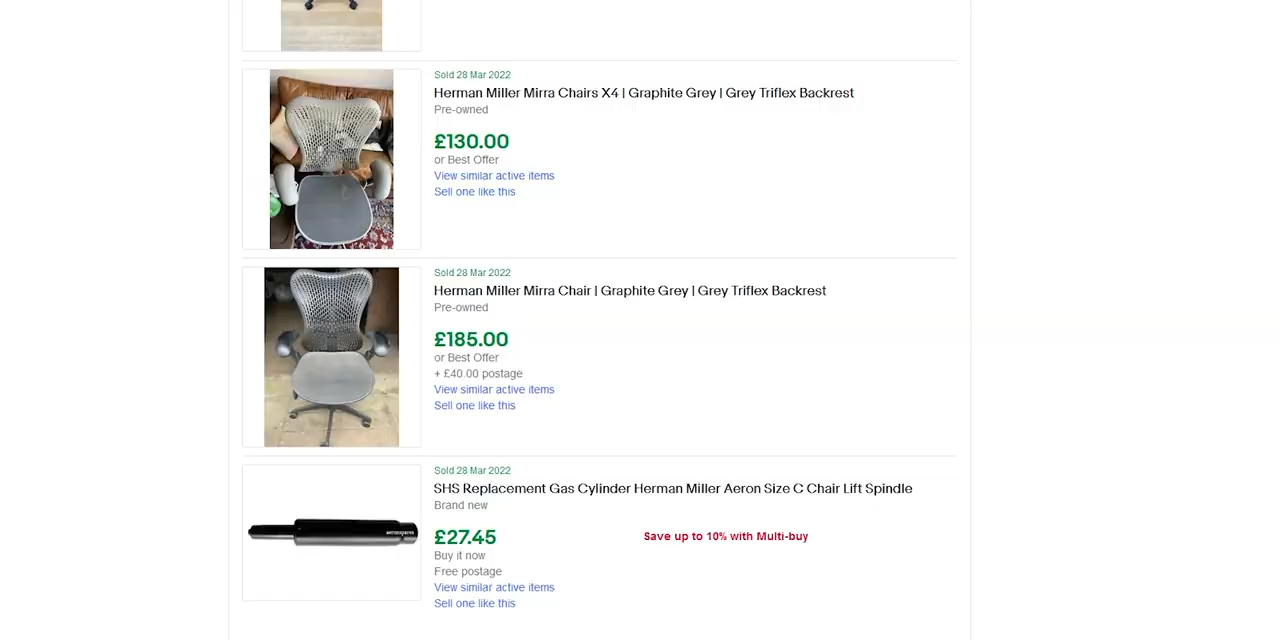 Sold 28 Mar 2022
Herman Miller Mirra Chairs X4 | Graphite Grey | Grey Triflex Backrest
Pre-owned
£130.00
or Best Offer
View similar active items
Sell one like this
Sold 28 Mar 2022
Herman Miller Mirra Chair | Graphite Grey | Grey Triflex Backrest
Pre-owned
£185.00
or Best Offer
+ £40.00 postage
View similar active items
Sell one like this
Sold 28 Mar 2022
SHS Replacement Gas Cylinder Herman Miller Aeron Size C Chair Lift Spindle
Brand new
£27.45
Save up to 10% with Multi-buy
Buy it now
Free postage
View similar active items
Sell one like this